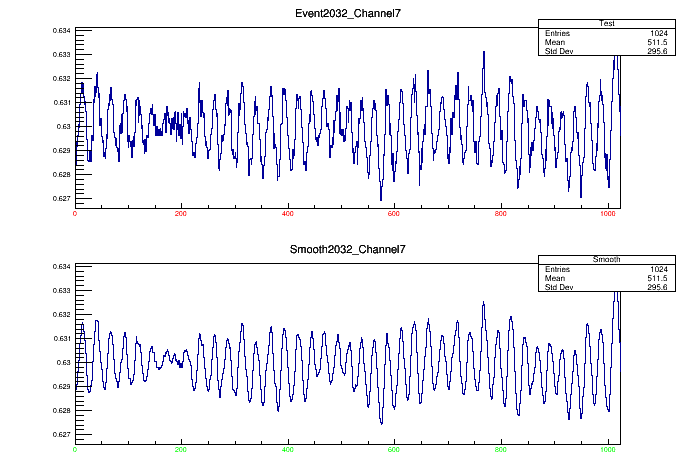 Event2032_Channel7
Test
Entries 1024
Mean 511.5
Std Dev 295.6
0.634
0.633
0.632
0.631
0.63
0.629
0.628
0.627
0 200 400 600 800 1000
Smooth2032_Channel7
Smooth
Entries 1024
Mean 511.5
Std Dev 295.6
0.634
0.633
0.632
0.631
0.63
0.629
0.628
0.627
0 200 400 600 800 1000